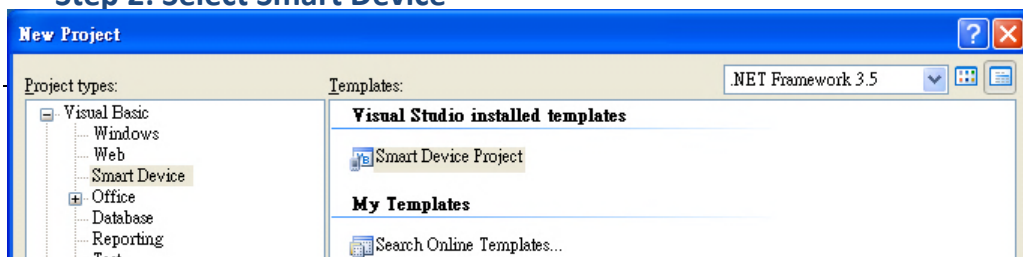 Step 2: Select Smart Device
New Project
Project types:
Templates:
.NET Framework 3.5
Visual Basic
Windows
Web
Smart Device
Office
Database
Reporting
Test
Visual Studio installed templates
Smart Device Project
My Templates
Search Online Templates...